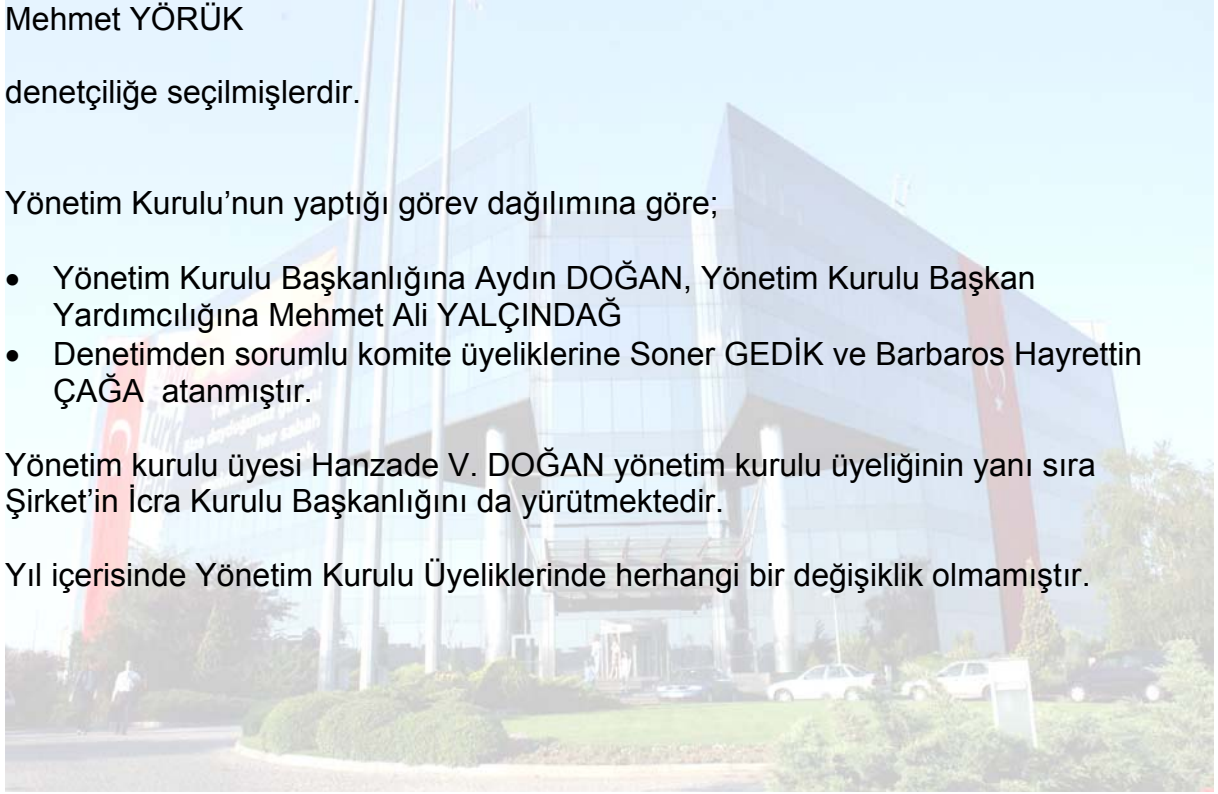 Mehmet YÖRÜK
denetçiliğe seçilmişlerdir.
Yönetim Kurulu’nun yaptığı görev dağılımına göre;
• Yönetim Kurulu Başkanlığına Aydın DOĞAN, Yönetim Kurulu Başkan
Yardımcılığına Mehmet Ali YALÇINDAĞ
• Denetimden sorumlu komite üyeliklerine Soner GEDİK ve Barbaros Hayrettin
ÇAĞA atanmıştır.
Yönetim kurulu üyesi Hanzade V. DOĞAN yönetim kurulu üyeliğinin yanı sıra
Şirket’in İcra Kurulu Başkanlığını da yürütmektedir.
Yıl içerisinde Yönetim Kurulu Üyeliklerinde herhangi bir değişiklik olmamıştır.
her sabah